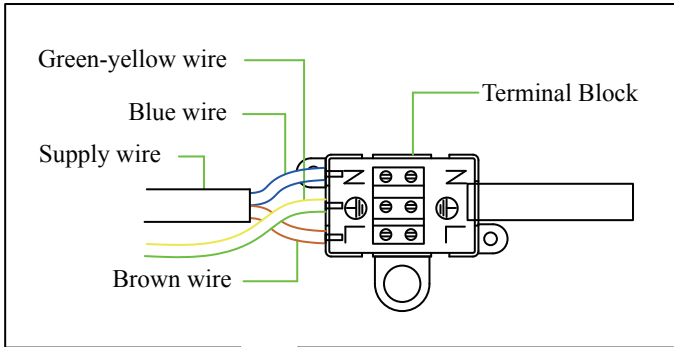 Green-yellow wire
Terminal Block
Blue wire
Supply wire
N
N
L
L
Brown wire